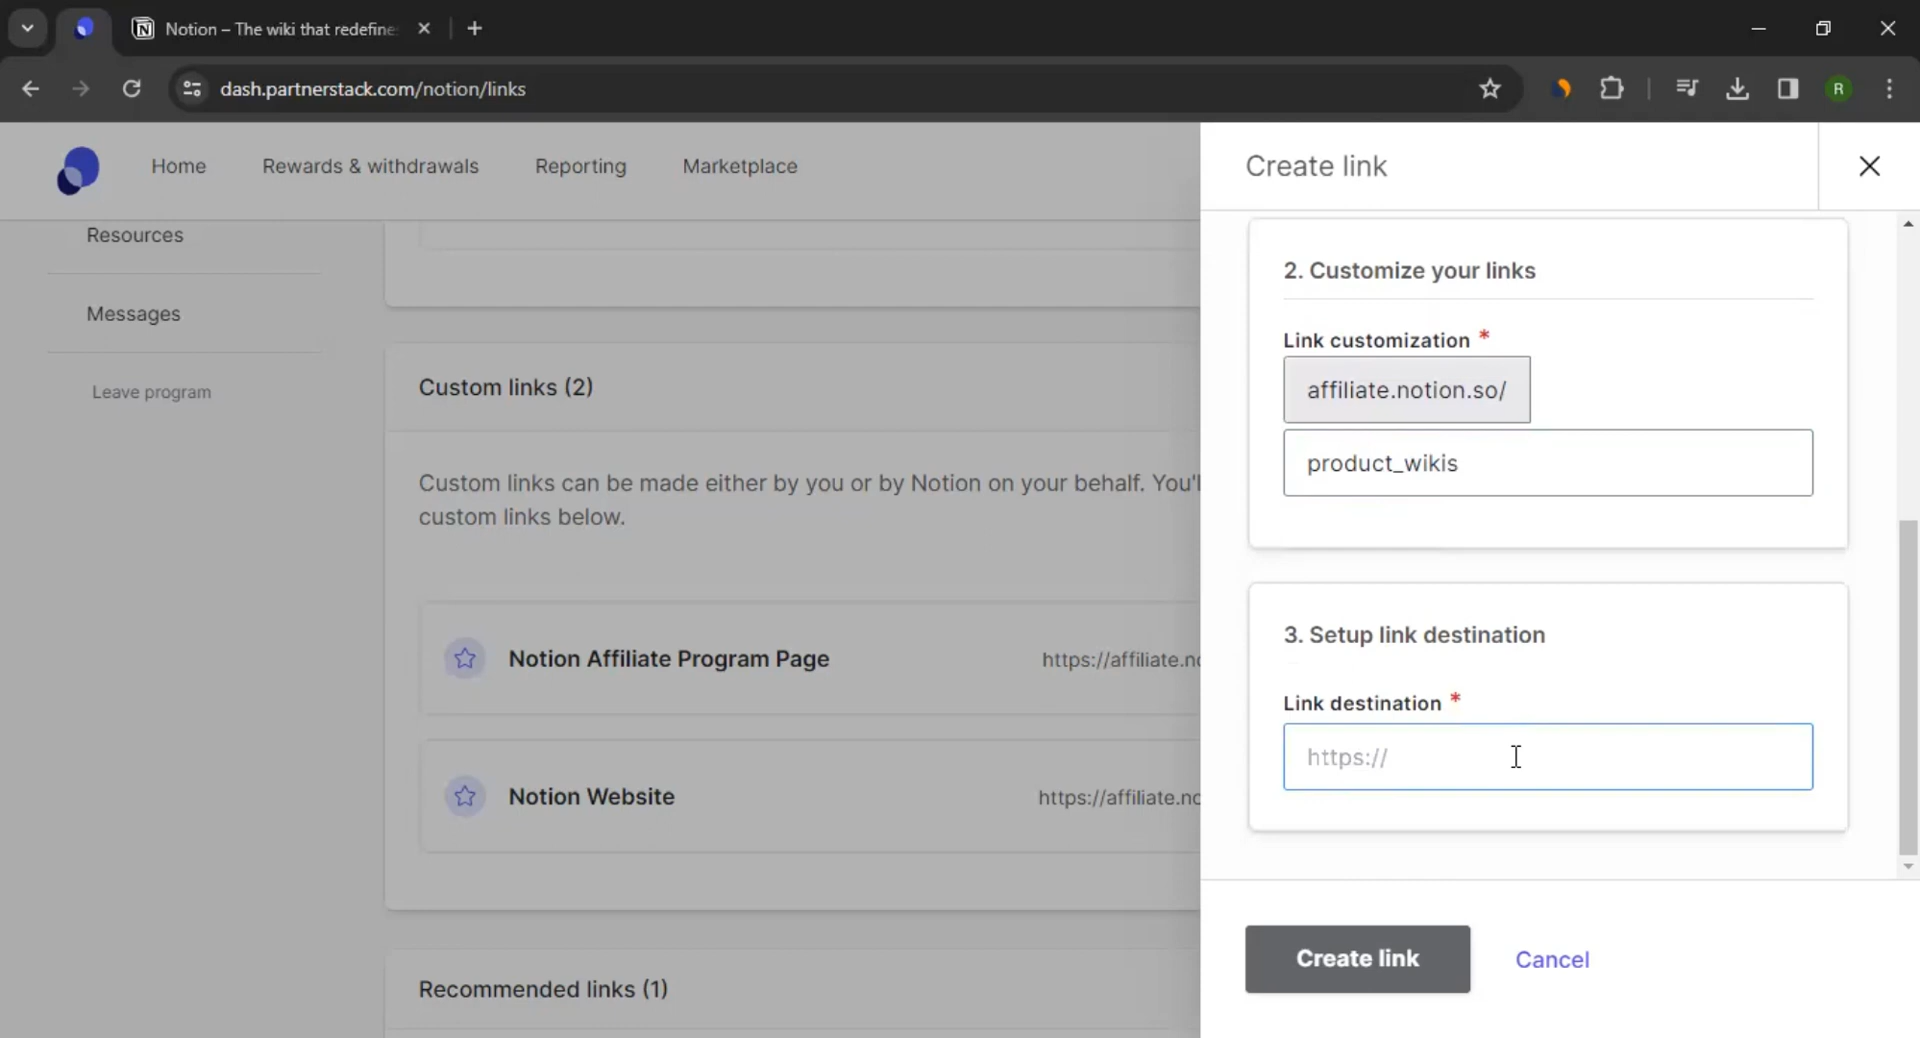 Notion – The wiki that redefine
dash.partnerstack.com/notion/links
R
Home
Rewards & withdrawals
Reporting
Marketplace
Resources
Messages
Leave program
Custom links (2)
Custom links can be made either by you or by Notion on your behalf. You'l
custom links below.
Notion Affiliate Program Page
https://affiliate.no
Notion Website
https://affiliate.no
Recommended links (1)
Create link
2. Customize your links
Link customization *
affiliate.notion.so/
product_wikis
3. Setup link destination
Link destination *
https://
Create link
Cancel